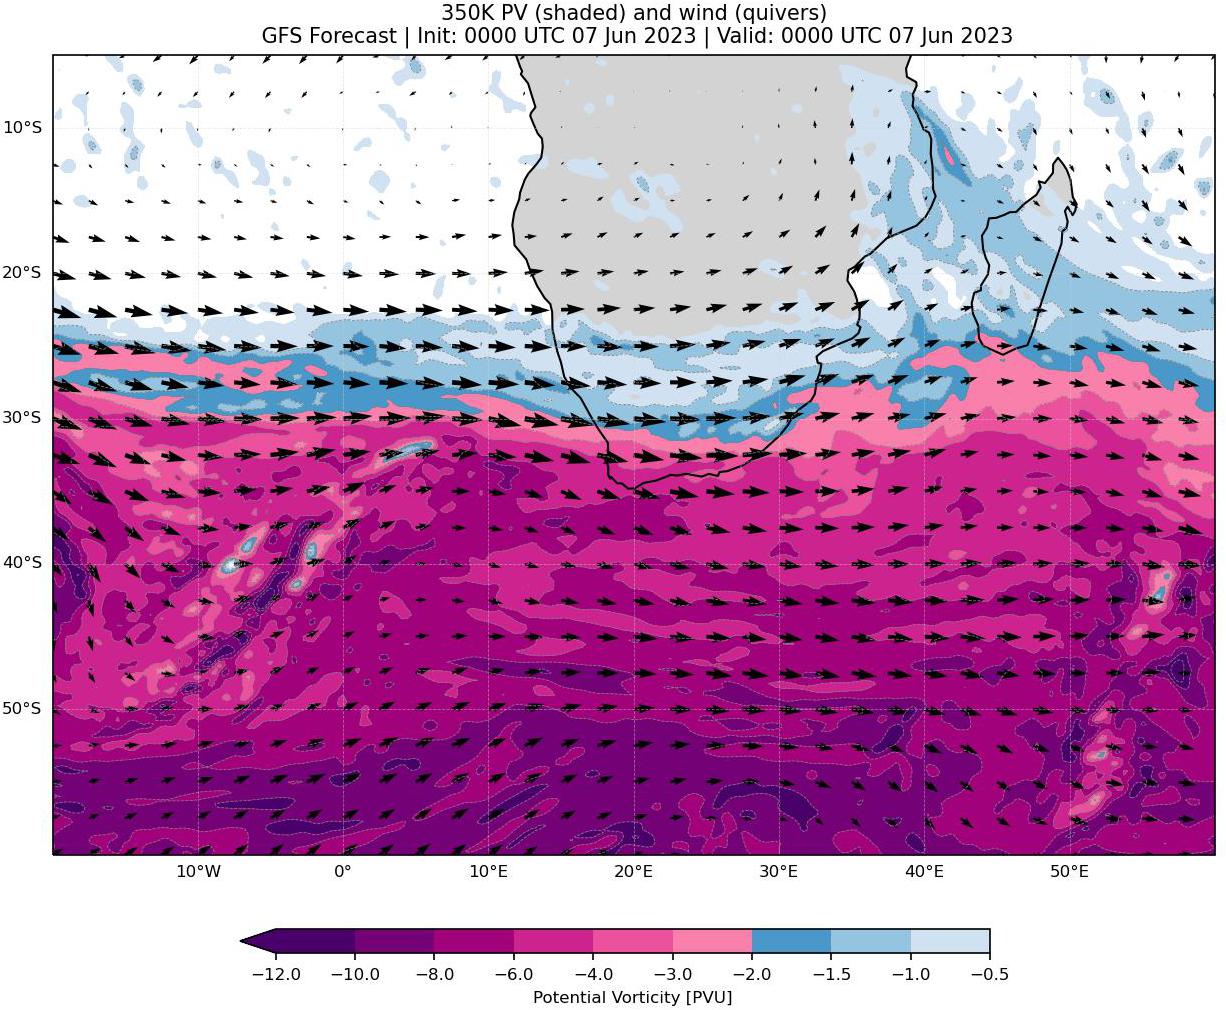 350K PV (shaded) and wind (quivers)
GFS Forecast | Init: 0000 UTC 07 Jun 2023 | Valid: 0000 UTC 07 Jun 2023
10°S
20°S
30°S
40°S
50°S
10°W 0° 10°E 20°E 30°E 40°E 50°E
−12.0 −10.0 −8.0 −6.0 −4.0 −3.0 −2.0 −1.5 −1.0 −0.5
Potential Vorticity [PVU]